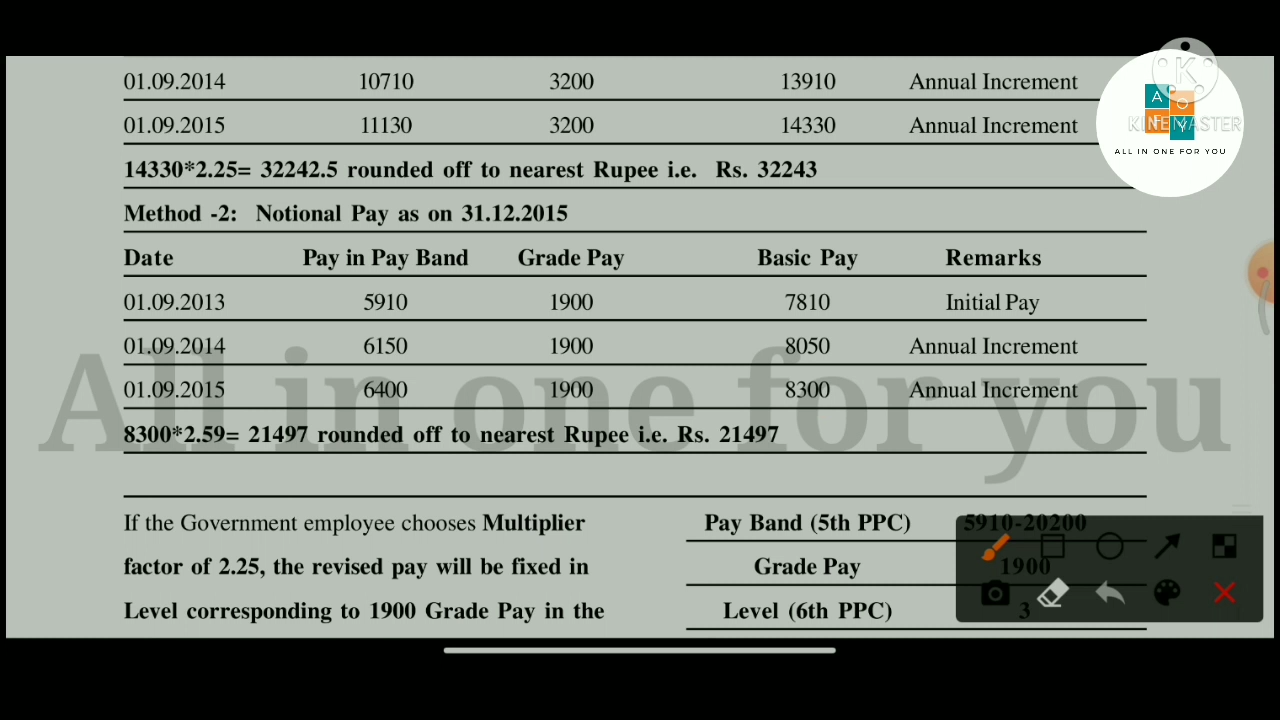 01.09.2014 10710 3200 13910 Annual Increment
01.09.2015 11130 3200 14330 Annual Increment
14330*2.25= 32242.5 rounded off to nearest Rupee i.e. Rs. 32243
Method -2: Notional Pay as on 31.12.2015
Date Pay in Pay Band Grade Pay Basic Pay Remarks
01.09.2013 5910 1900 7810 Initial Pay
01.09.2014 6150 1900 8050 Annual Increment
01.09.2015 6400 1900 8300 Annual Increment
8300*2.59= 21497 rounded off to nearest Rupee i.e. Rs. 21497
If the Government employee chooses Multiplier Pay Band (5th PPC) 5910-20200
factor of 2.25, the revised pay will be fixed in Grade Pay 1900
Level corresponding to 1900 Grade Pay in the Level (6th PPC) 3
All in one for you
K
KINEMASTER
A O
F Y
ALL IN ONE FOR YOU